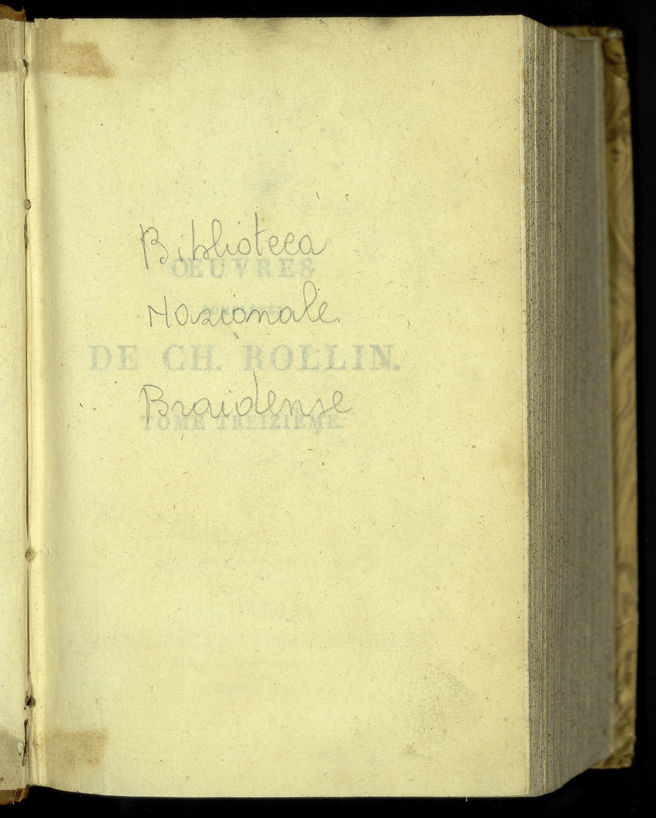 Biblioteca
OEUVRES
Nazionale
DE CH. ROLLIN.
Braidense
TOME TREIZIÈME.